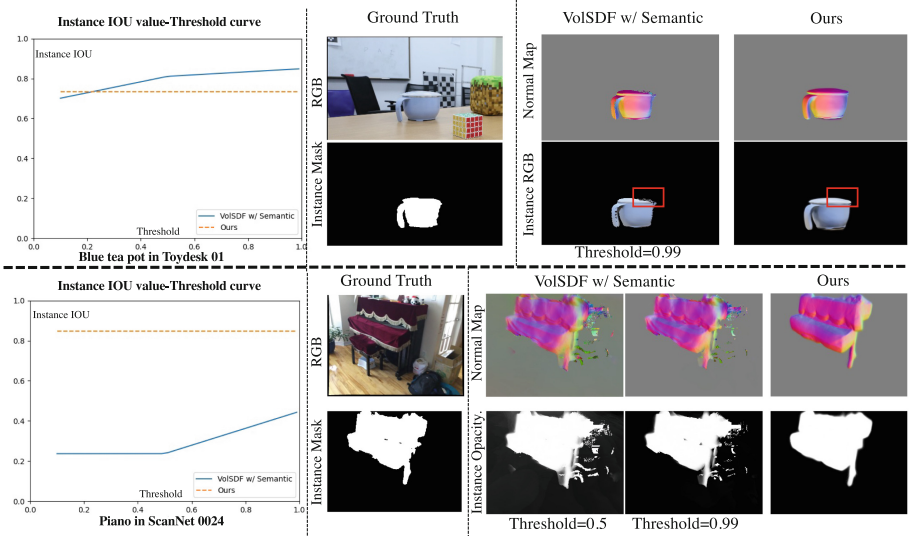 Instance IOU value-Threshold curve
1.0
0.8
0.6
0.4
0.2
0.0
Instance IOU
VolSDF w/ Semantic
Ours
Threshold
0.0 0.2 0.4 0.6 0.8 1.0
Blue tea pot in Toydesk 01
Ground Truth
RGB
Instance Mask
VolSDF w/ Semantic
Ours
Normal Map
Instance RGB
Threshold=0.99
Instance IOU value-Threshold curve
1.0
0.8
0.6
0.4
0.2
0.0
Instance IOU
VolSDF w/ Semantic
Ours
Threshold
0.0 0.2 0.4 0.6 0.8 1.0
Piano in ScanNet 0024
Ground Truth
RGB
Instance Mask
VolSDF w/ Semantic
Ours
Normal Map
Instance Opacity.
Threshold=0.5
Threshold=0.99